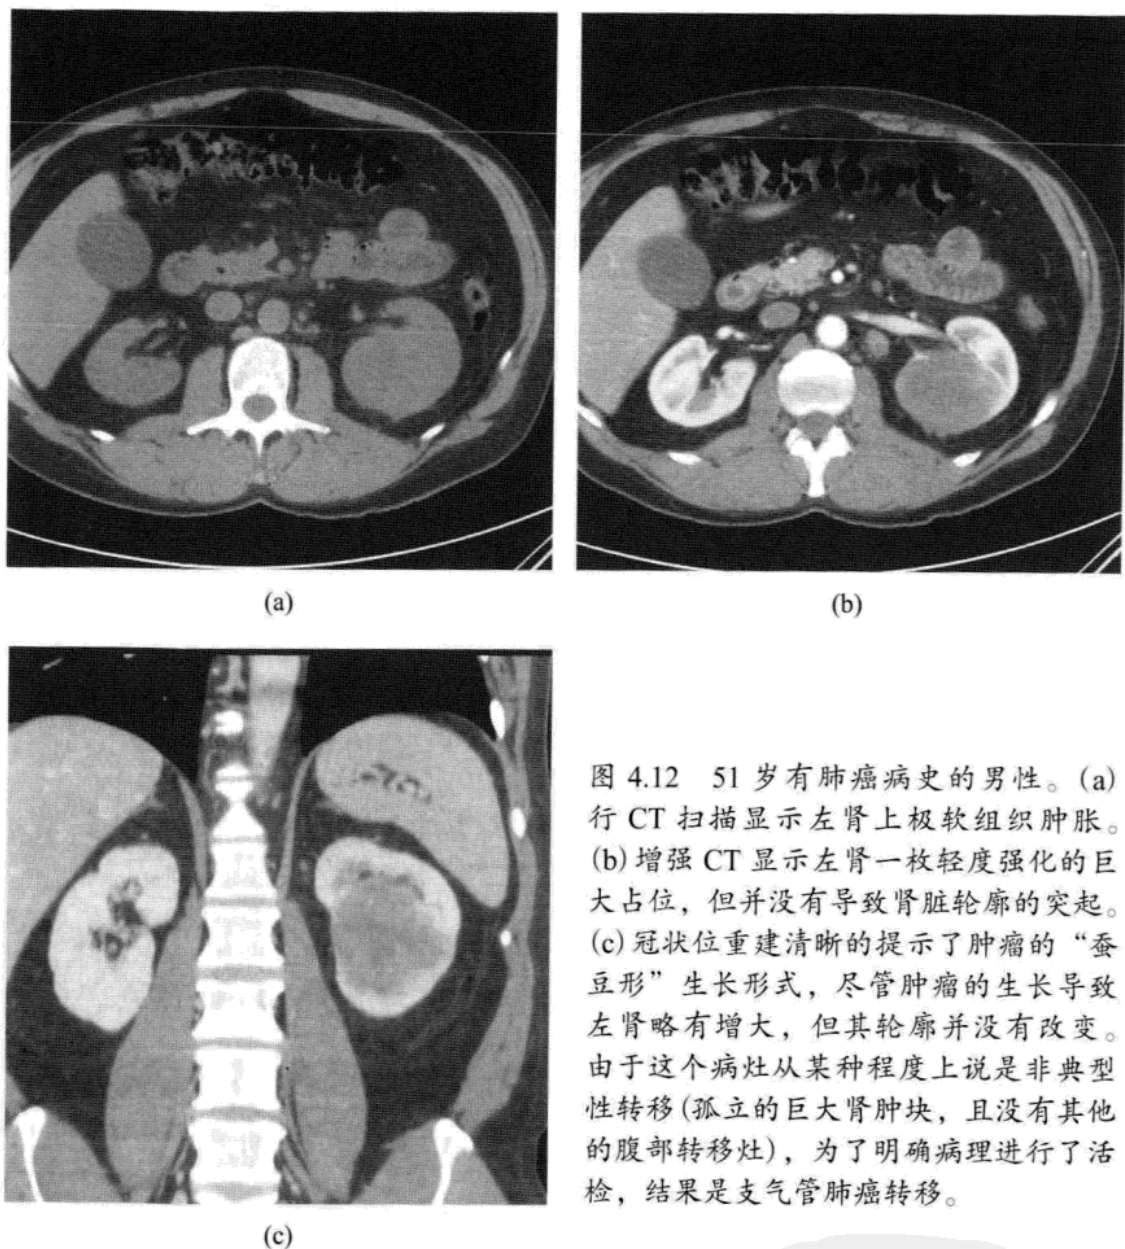 (a)
(b)
图 4.12 51 岁有肺癌病史的男性。(a)
行 CT 扫描显示左肾上极软组织肿胀。
(b)增强 CT 显示左肾一枚轻度强化的巨
大占位，但并没有导致肾脏轮廓的突起。
(c)冠状位重建清晰的提示了肿瘤的“蚕
豆形”生长形式，尽管肿瘤的生长导致
左肾略有增大，但其轮廓并没有改变。
由于这个病灶从某种程度上说是非典型
性转移(孤立的巨大肾肿块，且没有其他
的腹部转移灶)，为了明确病理进行了活
检，结果是支气管肺癌转移。
(c)